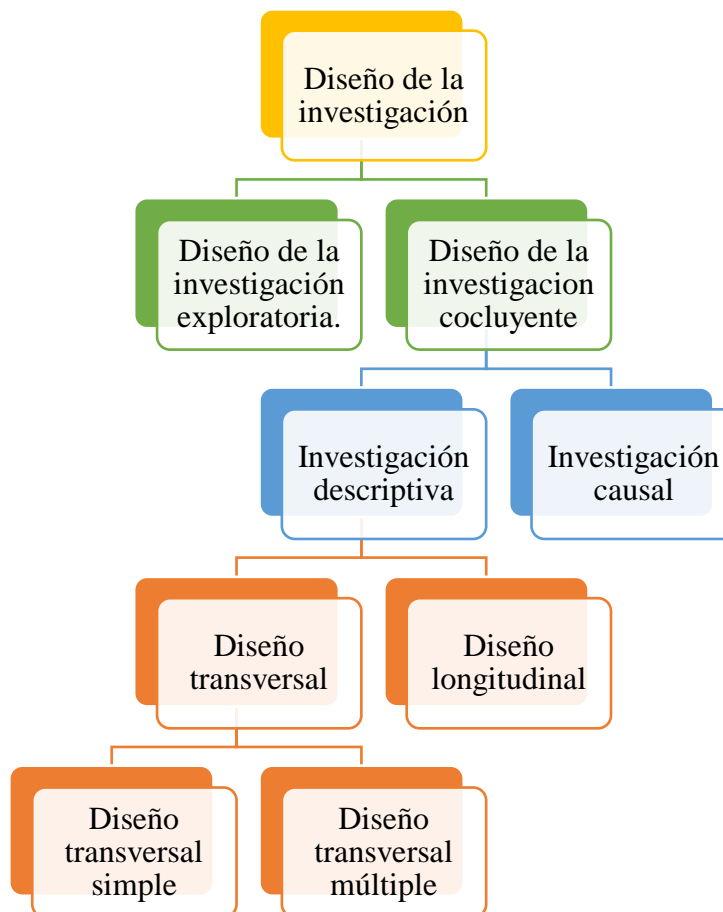 Diseño de la
investigación
Diseño de la
investigación
exploratoria.
Diseño de la
investigacion
cocluyente
Investigación
descriptiva
Investigación
causal
Diseño
transversal
Diseño
longitudinal
Diseño
transversal
simple
Diseño
transversal
múltiple